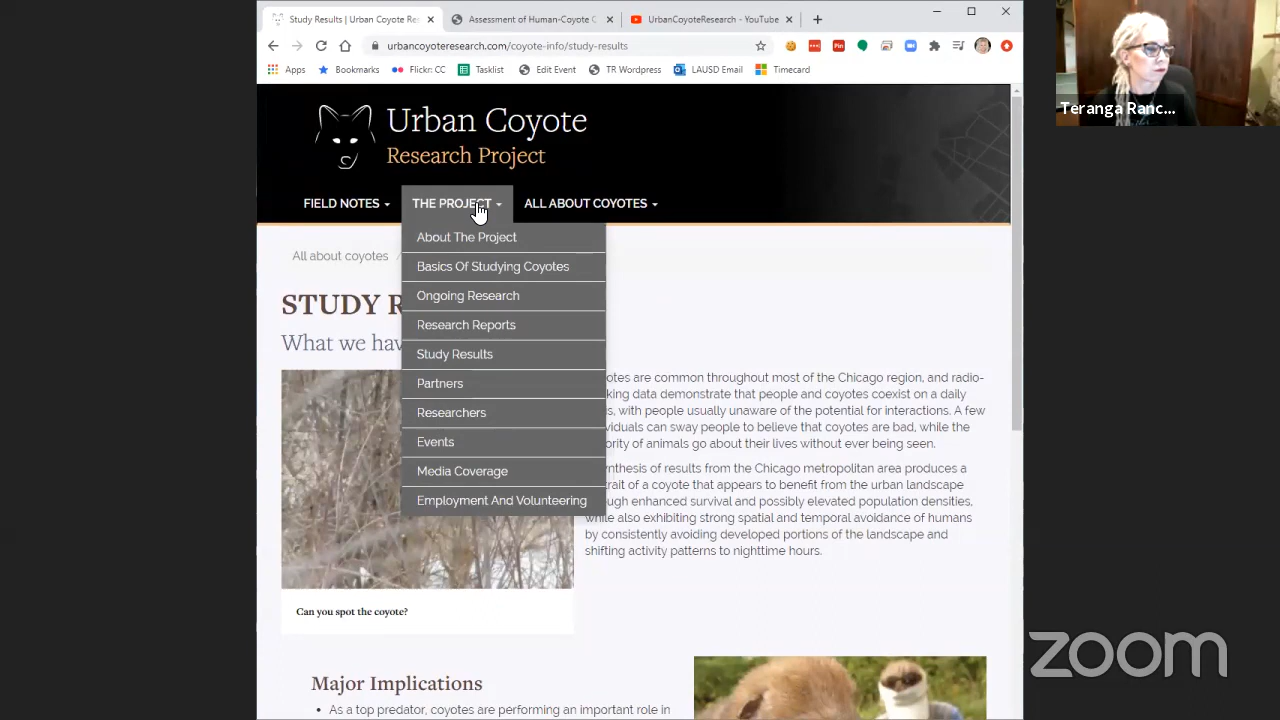 Study Results | Urban Coyote Re
Assessment of Human-Coyote C
UrbanCoyoteResearch - YouTube
urbancoyoteresearch.com/coyote-info/study-results
Apps
Bookmarks
Flickr: CC
Tasklist
Edit Event
TR Wordpress
LAUSD Email
Timecard
Teranga Ranc...
Urban Coyote
Research Project
FIELD NOTES
THE PROJECT
ALL ABOUT COYOTES
About The Project
Basics Of Studying Coyotes
Ongoing Research
Research Reports
Study Results
Partners
Researchers
Events
Media Coverage
Employment And Volunteering
All about coyotes /
STUDY R
What we hav
otes are common throughout most of the Chicago region, and radio-
king data demonstrate that people and coyotes coexist on a daily
s, with people usually unaware of the potential for interactions. A few
viduals can sway people to believe that coyotes are bad, while the
ority of animals go about their lives without ever being seen.
ynthesis of results from the Chicago metropolitan area produces a
trait of a coyote that appears to benefit from the urban landscape
ough enhanced survival and possibly elevated population densities,
while also exhibiting strong spatial and temporal avoidance of humans
by consistently avoiding developed portions of the landscape and
shifting activity patterns to nighttime hours.
Can you spot the coyote?
Major Implications
• As a top predator, coyotes are performing an important role in
zoom